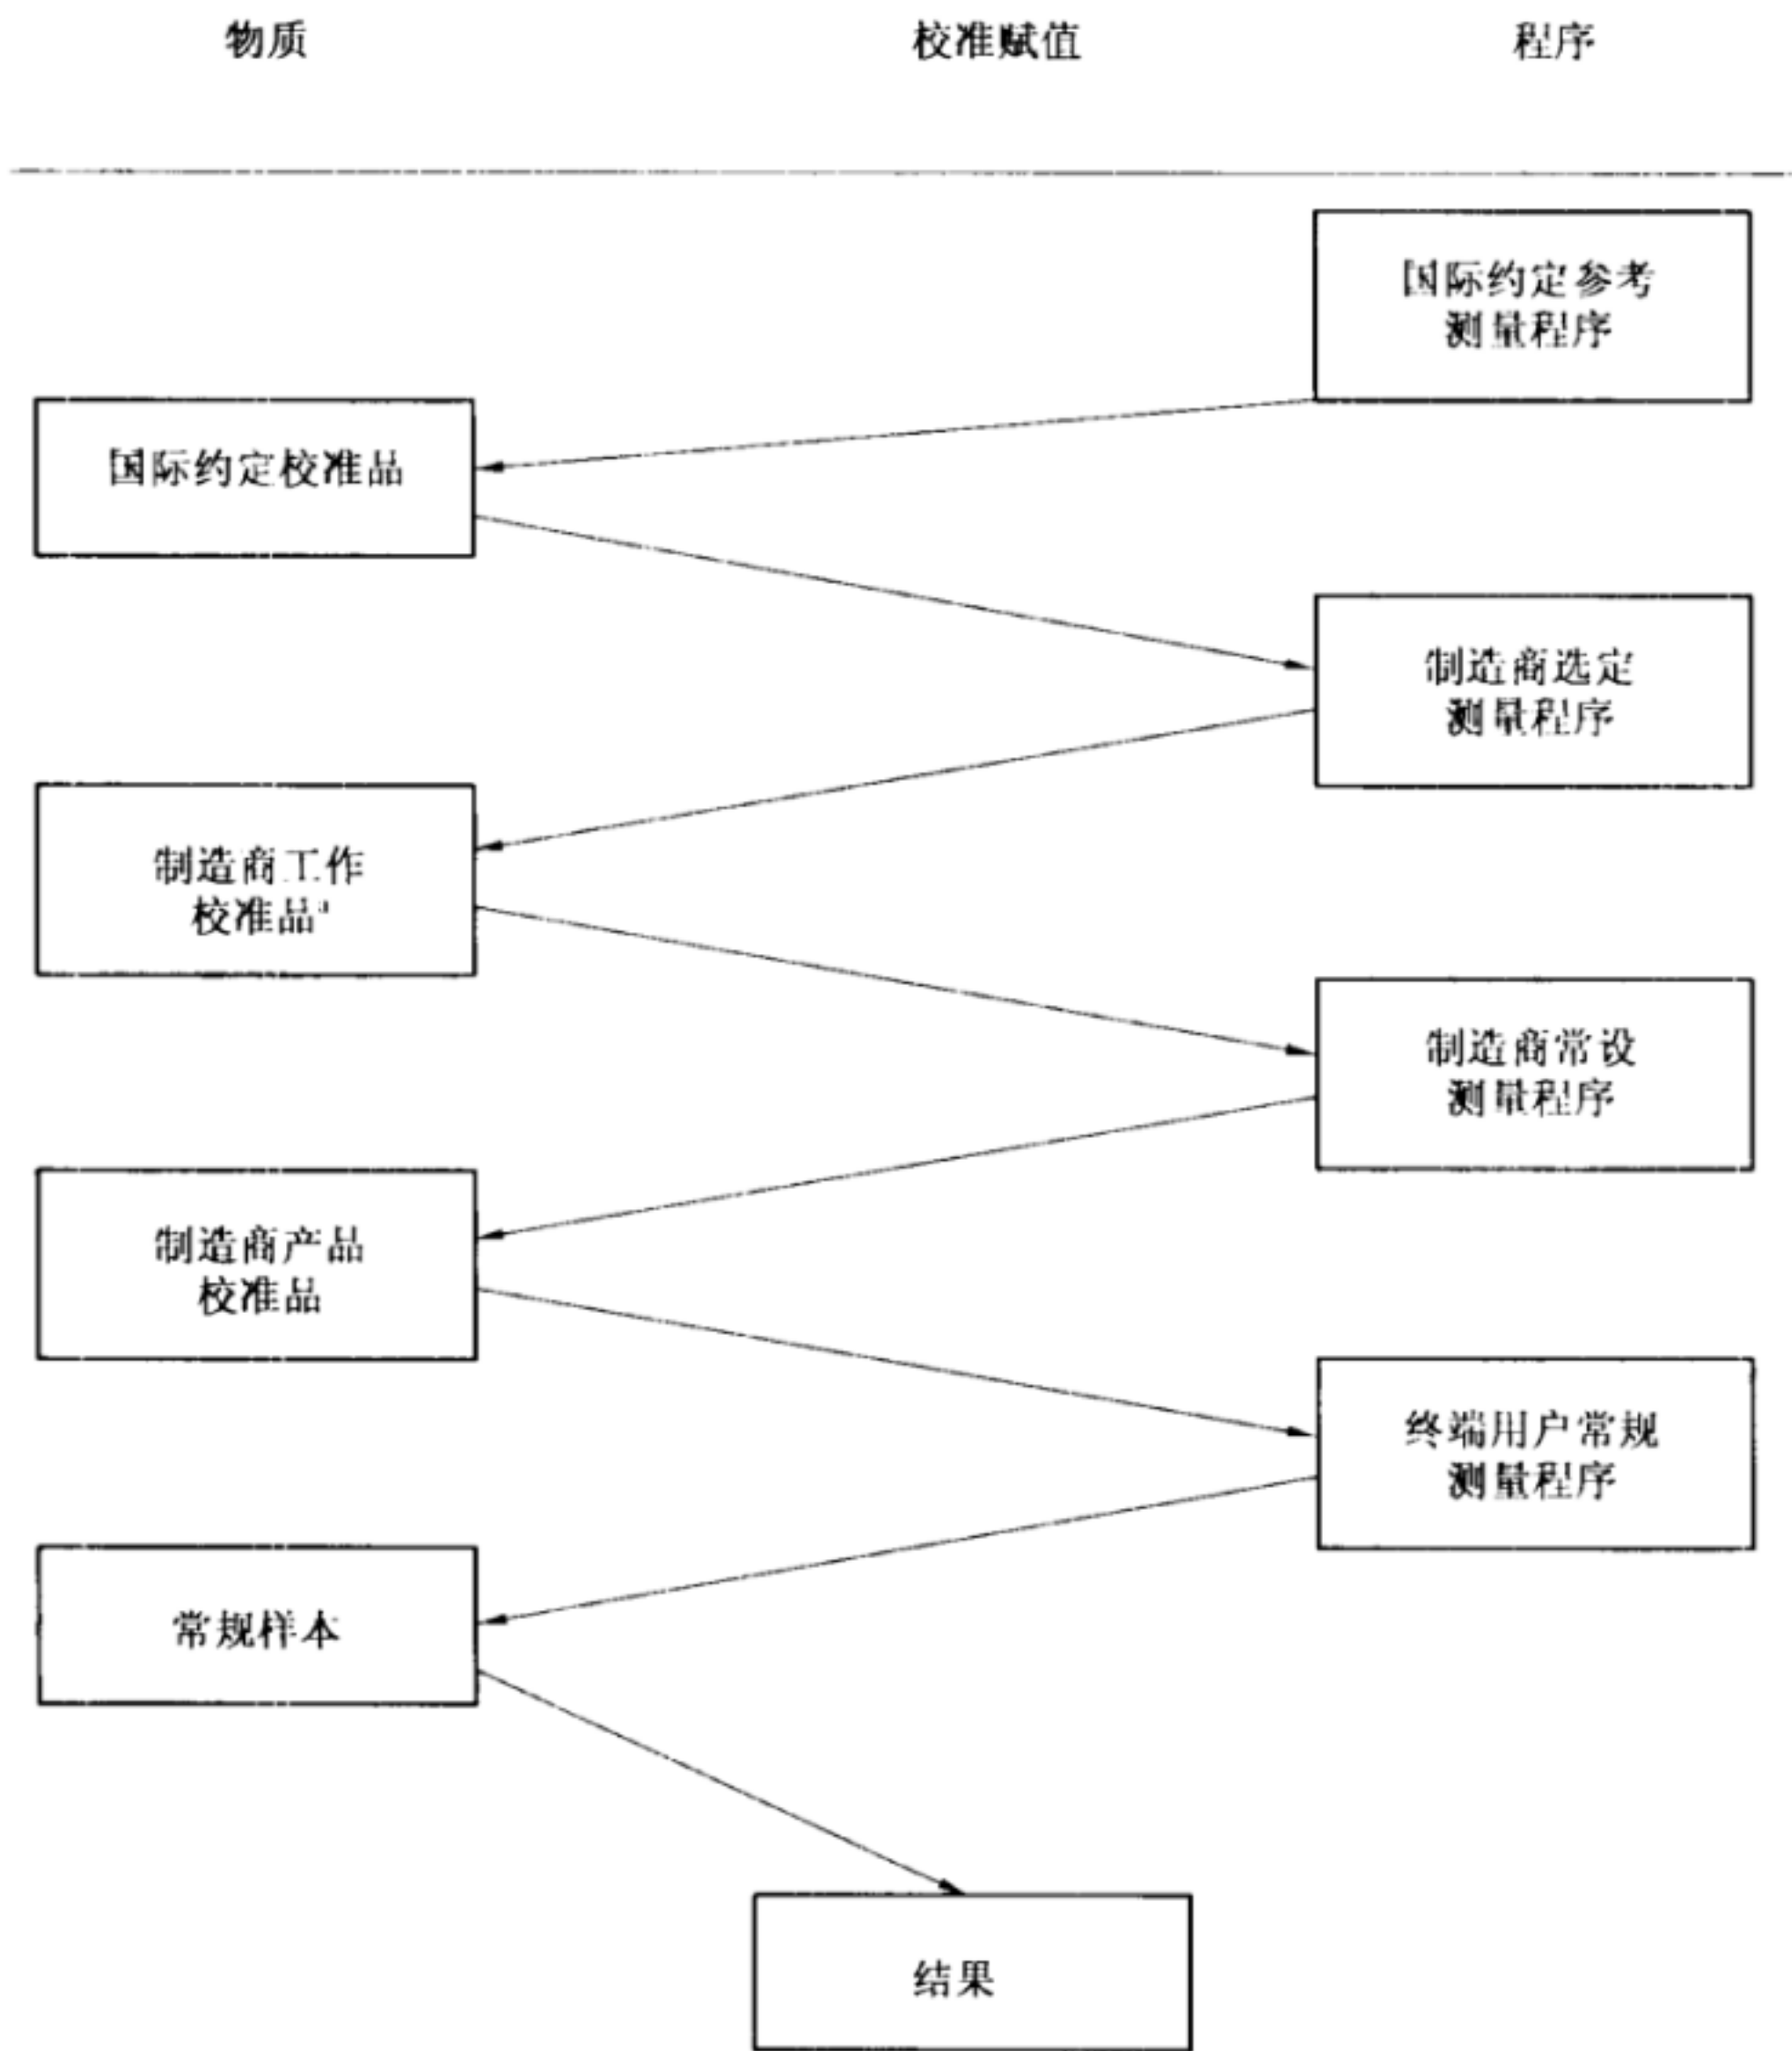 物质 校准赋值 程序
国际约定参考
测量程序
国际约定校准品
制造商选定
测量程序
制造商工作
校准品
制造商常设
测量程序
制造商产品
校准品
终端用户常规
测量程序
常规样本
结果